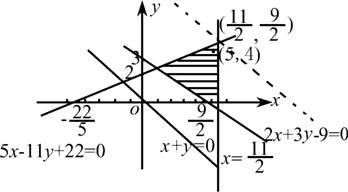 y
(11/2, 9/2)
3
(5, 4)
2
x
-22/5
o
9/2
2x+3y-9=0
5x-11y+22=0
x+y=0
x=11/2